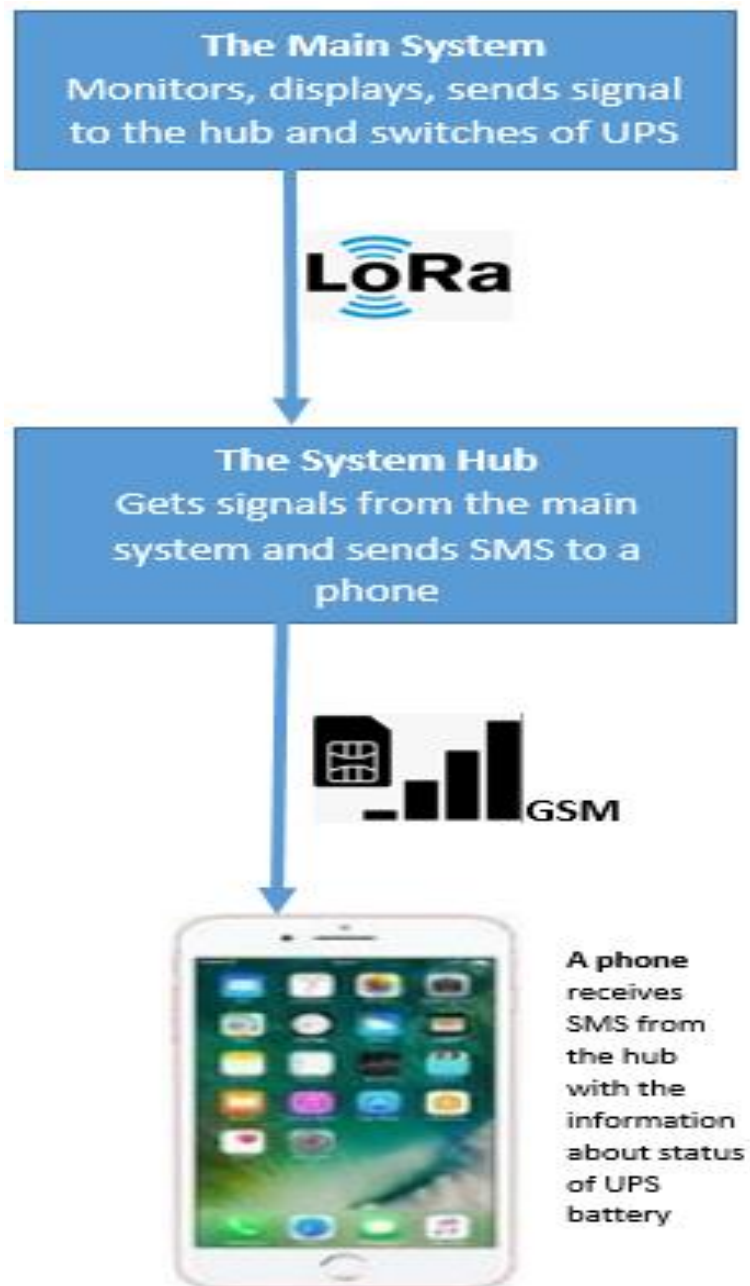 The Main System
Monitors, displays, sends signal
to the hub and switches of UPS
LoRa
The System Hub
Gets signals from the main
system and sends SMS to a
phone
GSM
A phone
receives
SMS from
the hub
with the
information
about status
of UPS
battery